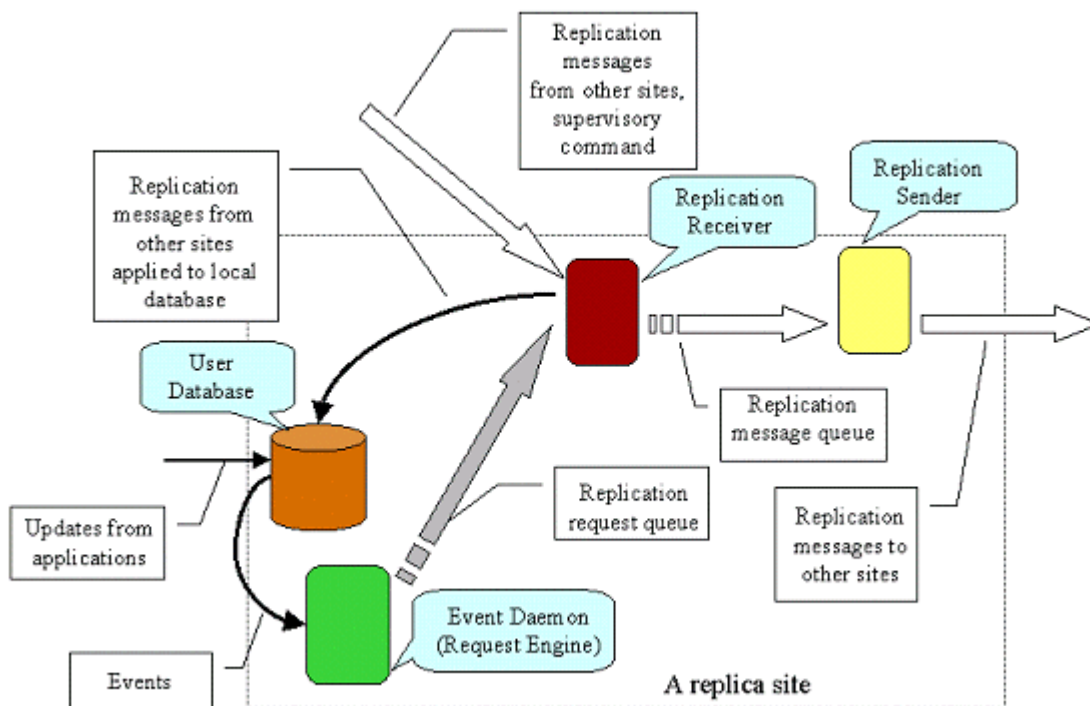 Replication
messages
from other sites,
supervisory
command
Replication
messages from
other sites
applied to local
database
Replication
Receiver
Replication
Sender
User
Database
Replication
message queue
Updates from
applications
Replication
request queue
Replication
messages to
other sites
Event Daemon
(Request Engine)
Events
A replica site